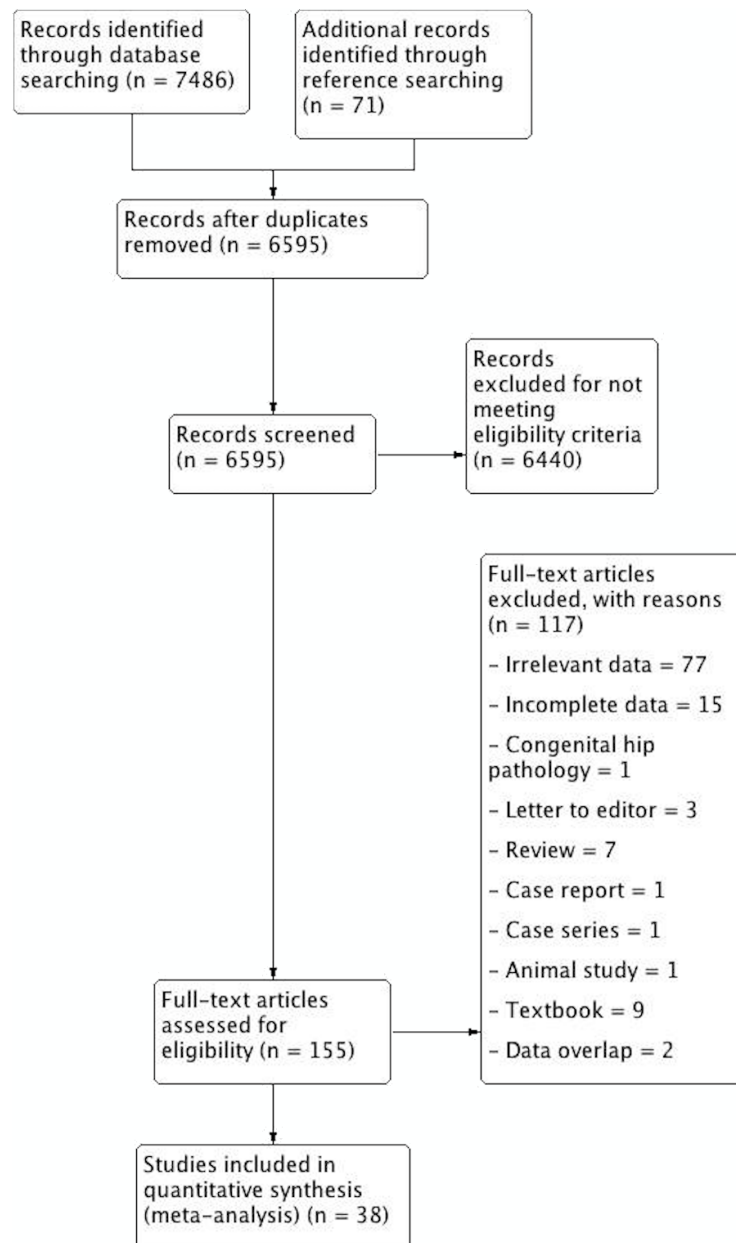 Records identified
through database
searching (n = 7486)
Additional records
identified through
reference searching
(n = 71)
Records after duplicates
removed (n = 6595)
Records
excluded for not
meeting
eligibility criteria
(n = 6440)
Records screened
(n = 6595)
Full-text articles
excluded, with reasons
(n = 117)
- Irrelevant data = 77
- Incomplete data = 15
- Congenital hip
pathology = 1
- Letter to editor = 3
- Review = 7
- Case report = 1
- Case series = 1
- Animal study = 1
- Textbook = 9
- Data overlap = 2
Full-text articles
assessed for
eligibility (n = 155)
Studies included in
quantitative synthesis
(meta-analysis) (n = 38)